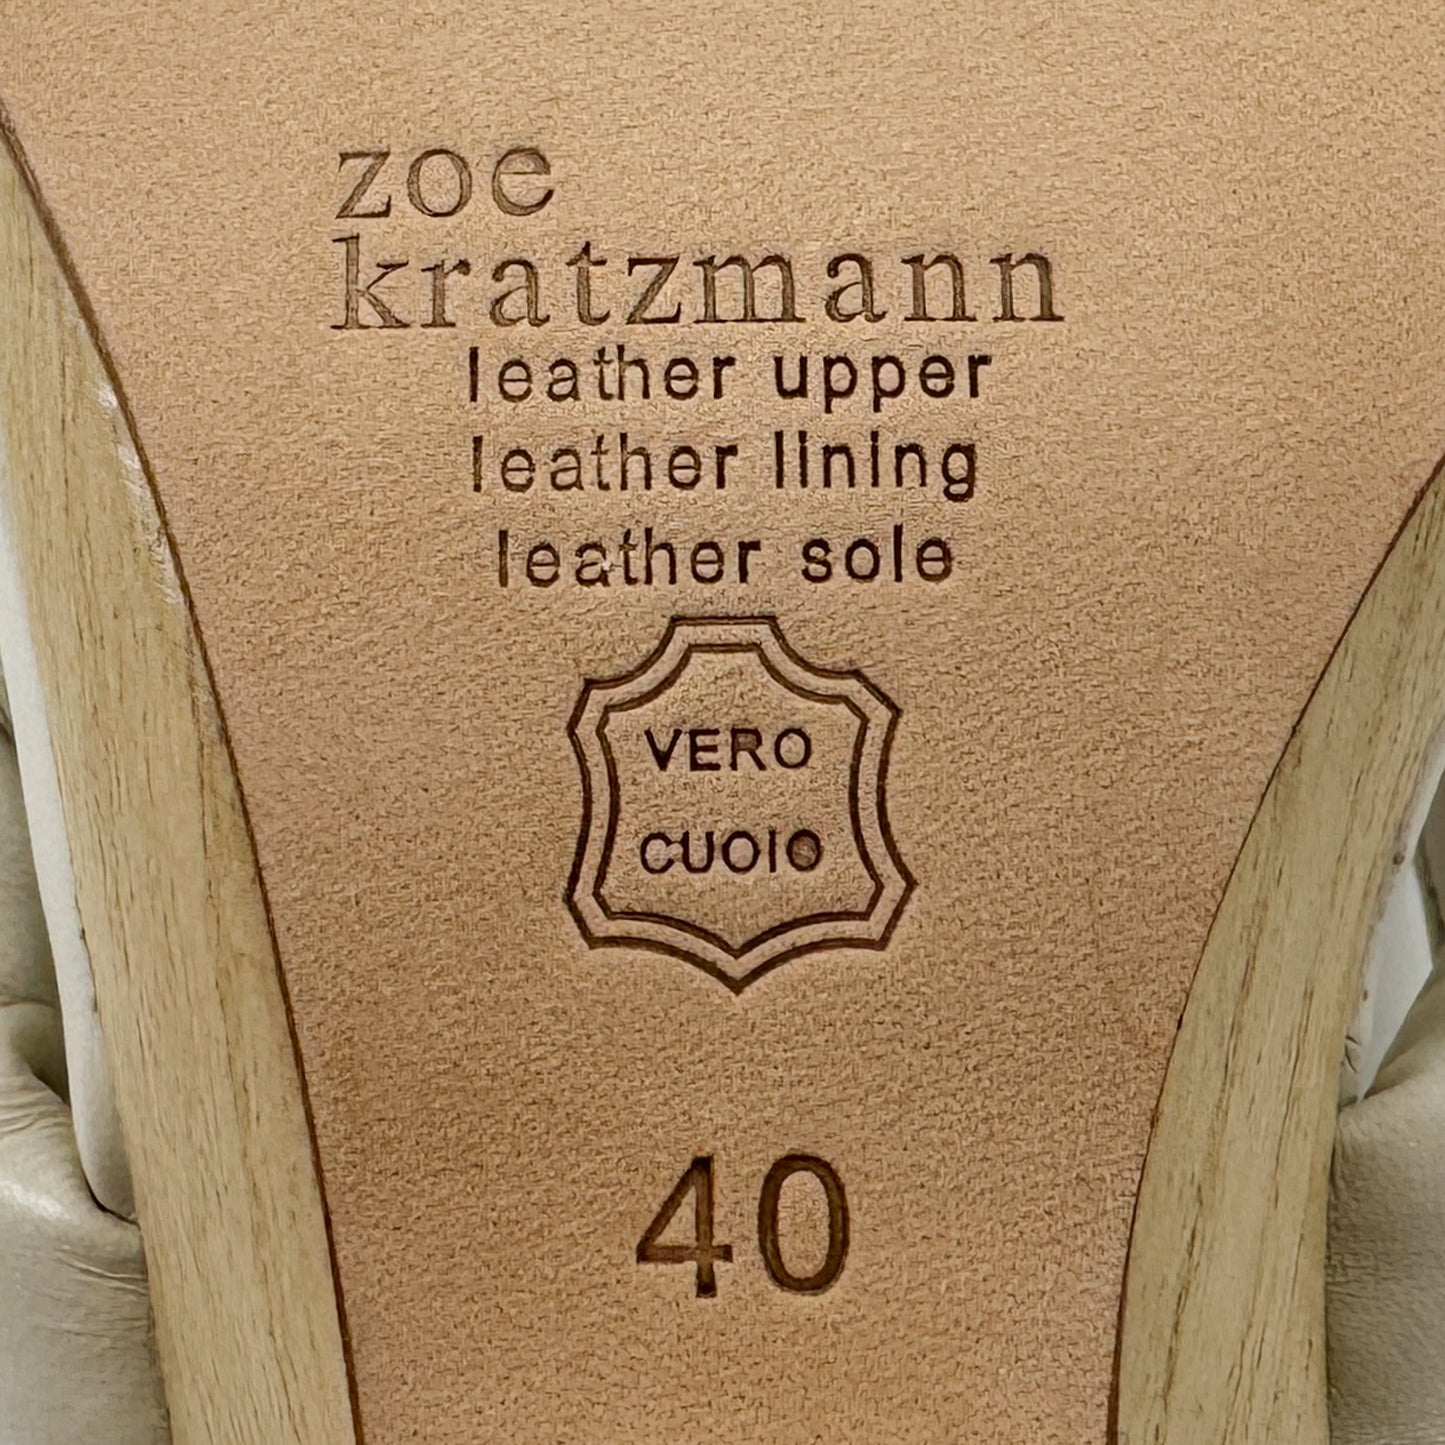 zoe
kratzmann
leather upper
leather lining
leather sole
VERO
CUOIO
40